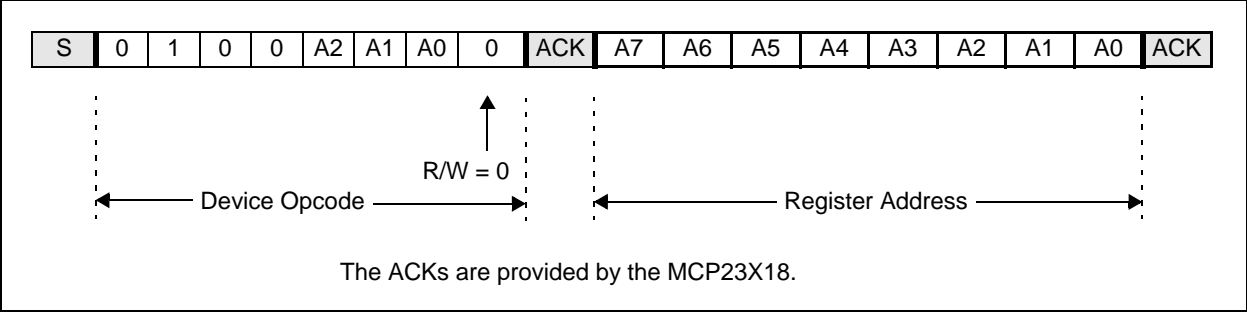 S 0 1 0 0 A2 A1 A0 0 ACK A7 A6 A5 A4 A3 A2 A1 A0 ACK
R/W = 0
Device Opcode Register Address
The ACKs are provided by the MCP23X18.